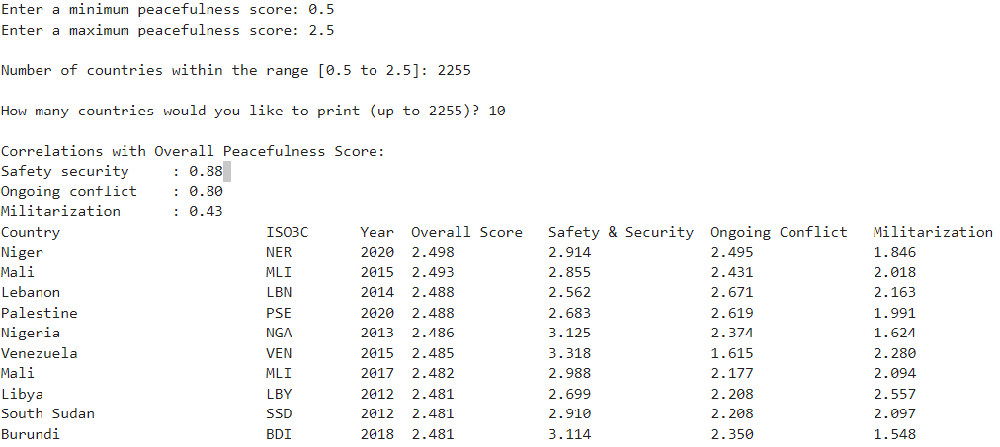 Enter a minimum peacefulness score: 0.5
Enter a maximum peacefulness score: 2.5
Number of countries within the range [0.5 to 2.5]: 2255
How many countries would you like to print (up to 2255)? 10
Correlations with Overall Peacefulness Score:
Safety security     : 0.88
Ongoing conflict    : 0.80
Militarization      : 0.43
Country                        ISO3C      Year  Overall Score   Safety & Security  Ongoing Conflict   Militarization
Niger                          NER        2020  2.498           2.914              2.495              1.846
Mali                           MLI        2015  2.493           2.855              2.431              2.018
Lebanon                        LBN        2014  2.488           2.562              2.671              2.163
Palestine                      PSE        2020  2.488           2.683              2.619              1.991
Nigeria                        NGA        2013  2.486           3.125              2.374              1.624
Venezuela                      VEN        2015  2.485           3.318              1.615              2.280
Mali                           MLI        2017  2.482           2.988              2.177              2.094
Libya                          LBY        2012  2.481           2.699              2.208              2.557
South Sudan                    SSD        2012  2.481           2.910              2.208              2.097
Burundi                        BDI        2018  2.481           3.114              2.350              1.548